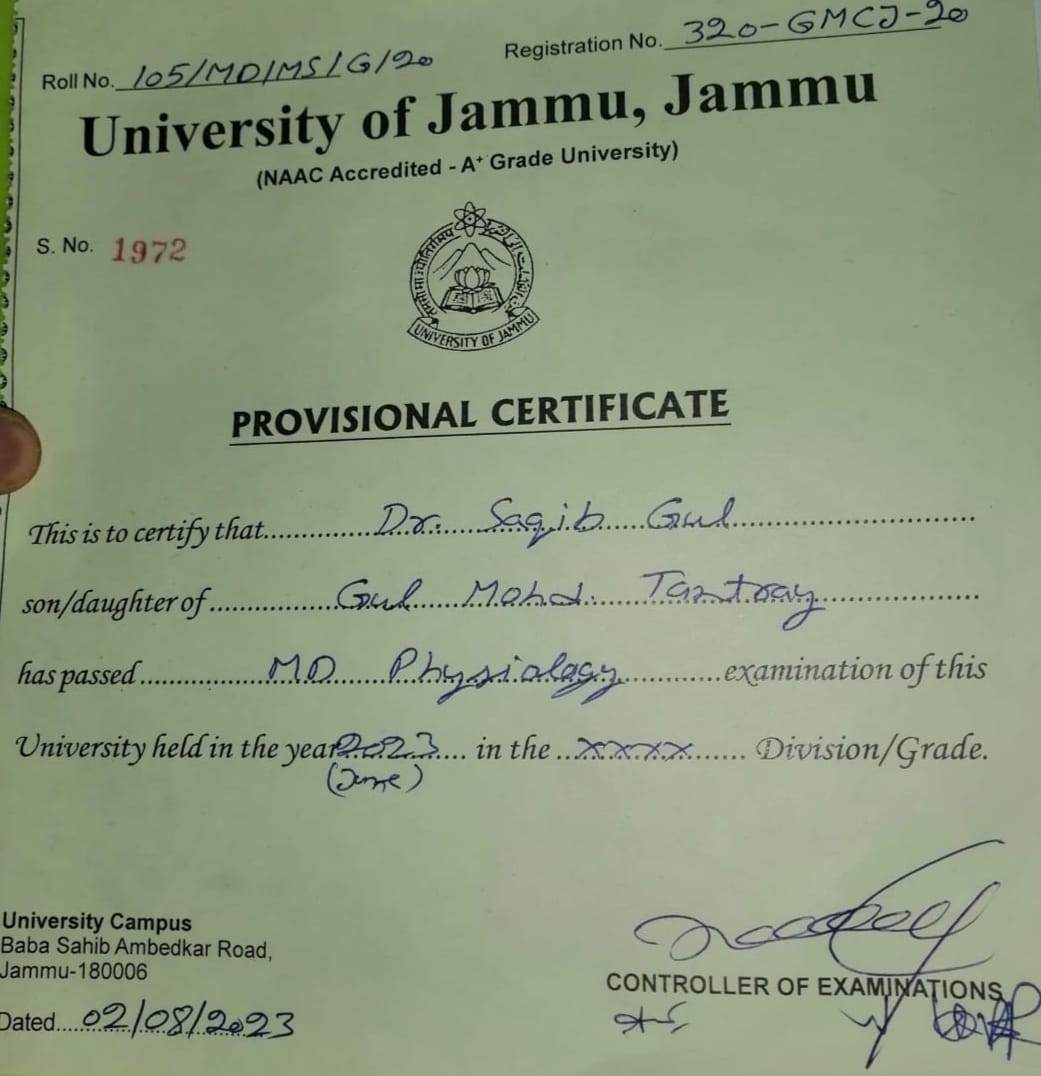 Roll No. 105/MD/MS/G/20
Registration No. 320-GMCJ-20
University of Jammu, Jammu
(NAAC Accredited - A+ Grade University)
S. No. 1972
UNIVERSITY OF JAMMU
PROVISIONAL CERTIFICATE
This is to certify that Dr. Saqib Gul
son/daughter of Gul Mohd. Tantray
has passed MD Physiology examination of this
University held in the year 2023 in the xxxx Division/Grade.
(June)
University Campus
Baba Sahib Ambedkar Road,
Jammu-180006
CONTROLLER OF EXAMINATIONS
Dated 02/08/2023